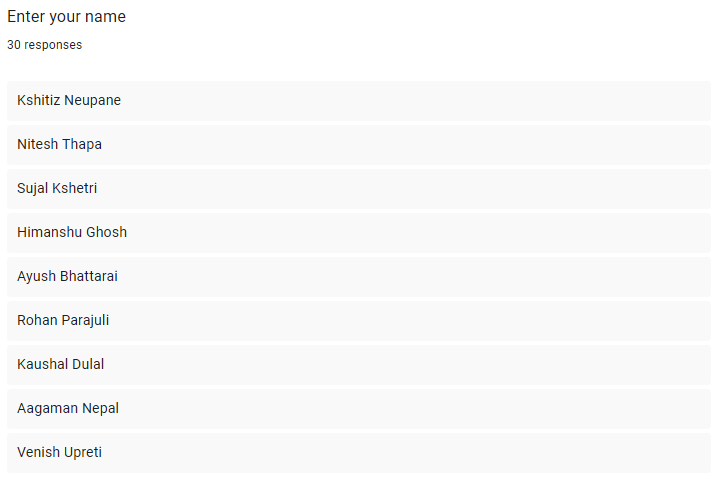 Enter your name
30 responses
Kshitiz Neupane
Nitesh Thapa
Sujal Kshetri
Himanshu Ghosh
Ayush Bhattarai
Rohan Parajuli
Kaushal Dulal
Aagaman Nepal
Venish Upreti